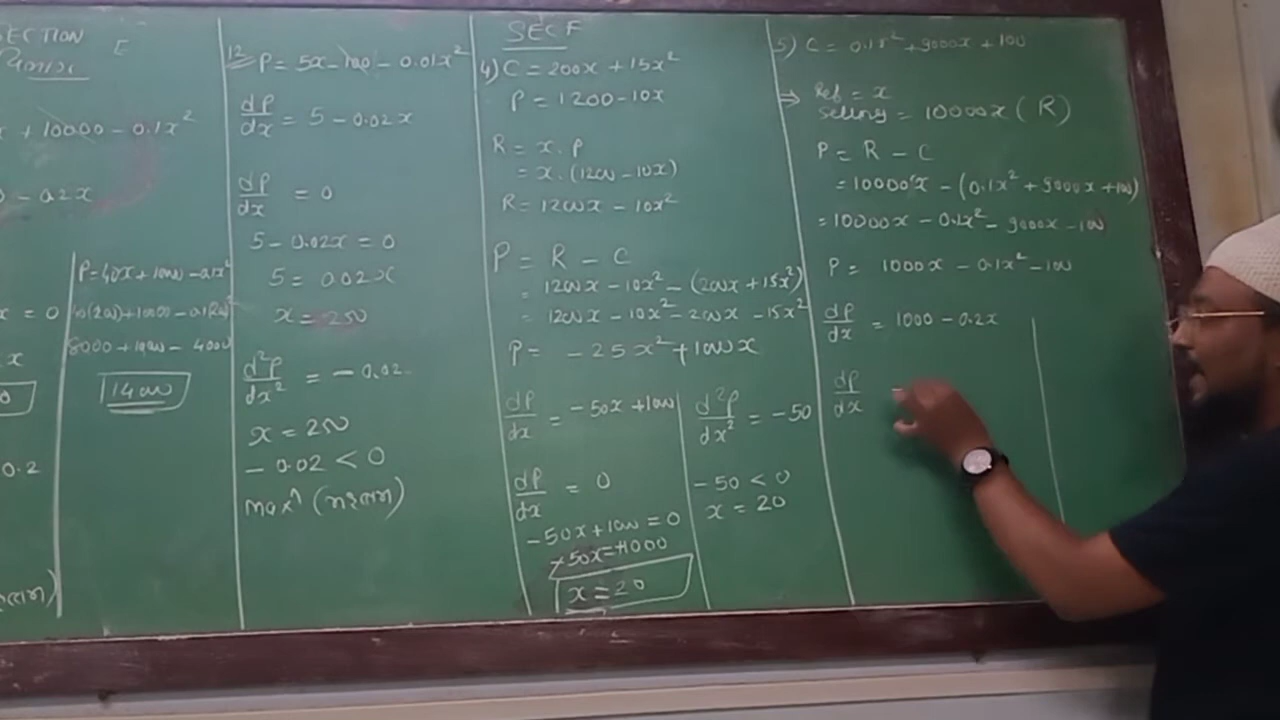 SECTION E
x + 10000 - 0.1x²
- 0.2x
x = 0
x
0.2
P = 40x + 1000 - 0.1x²
8000 + 1000 - 4000
14000
12 P = 5x - 100 - 0.01x²
dP/dx = 5 - 0.02x
dP/dx = 0
5 - 0.02x = 0
5 = 0.02x
x = 250
d²P/dx² = - 0.02
x = 250
- 0.02 < 0
max^m (મહત્તમ)
SEC F
4) C = 200x + 15x²
P = 1200 - 10x
R = x . P
= x . (1200 - 10x)
R = 1200x - 10x²
P = R - C
= 1200x - 10x² - (200x + 15x²)
= 1200x - 10x² - 200x - 15x²
P = - 25x² + 1000x
dP/dx = - 50x + 1000
dP/dx = 0
- 50x + 1000 = 0
- 50x = - 1000
x = 20
d²P/dx² = - 50
- 50 < 0
x = 20
5) C = 0.1x² + 9000x + 100
⇒ Ref = x
selling = 10000x (R)
P = R - C
= 10000x - (0.1x² + 9000x + 100)
= 10000x - 0.1x² - 9000x - 100
P = 1000x - 0.1x² - 100
dP/dx = 1000 - 0.2x
dP/dx =